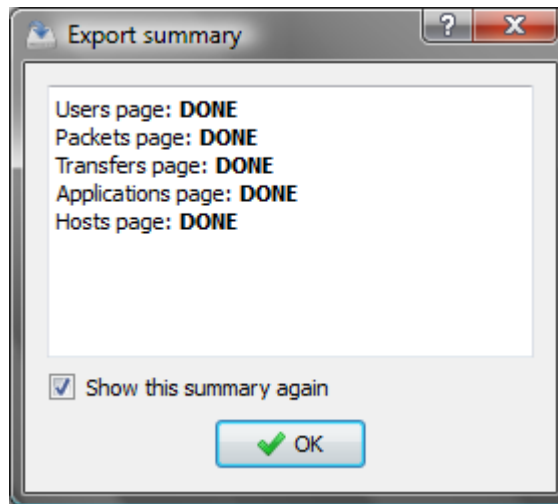 Export summary
Users page: DONE
Packets page: DONE
Transfers page: DONE
Applications page: DONE
Hosts page: DONE
Show this summary again
OK